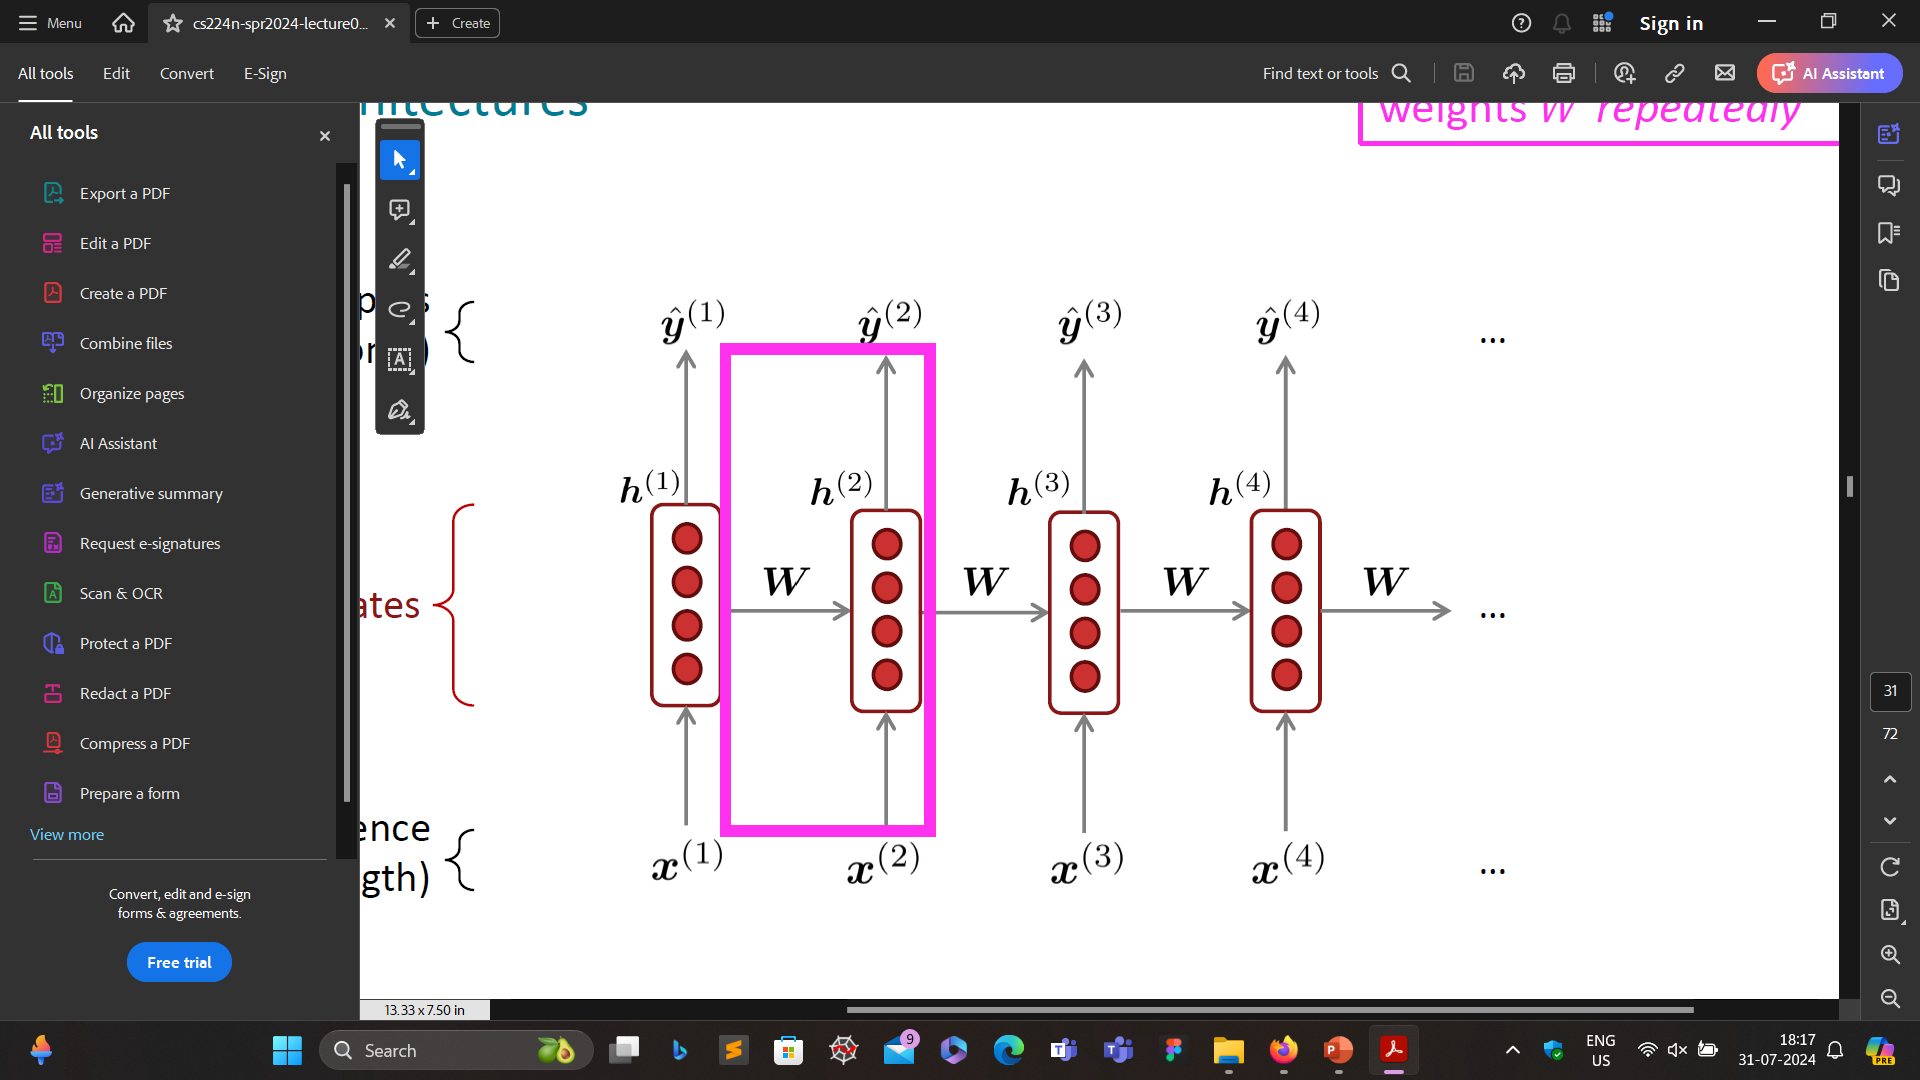 Menu
cs224n-spr2024-lecture0...
Create
Sign in
All tools
Edit
Convert
E-Sign
Find text or tools
AI Assistant
All tools
Export a PDF
Edit a PDF
Create a PDF
Combine files
Organize pages
AI Assistant
Generative summary
Request e-signatures
Scan & OCR
Protect a PDF
Redact a PDF
Compress a PDF
Prepare a form
View more
Convert, edit and e-sign
forms & agreements.
Free trial
weights W repeatedly
ŷ(1) ŷ(2) ŷ(3) ŷ(4) ...
h(1) h(2) h(3) h(4)
W W W W ...
x(1) x(2) x(3) x(4) ...
31
72
13.33 x 7.50 in
Search
9
ENG
US
18:17
31-07-2024
PRE